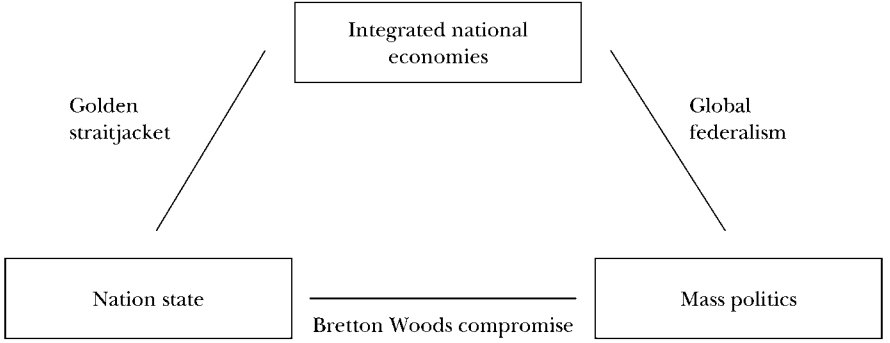 Integrated national
economies
Golden
straitjacket
Global
federalism
Nation state
Mass politics
Bretton Woods compromise